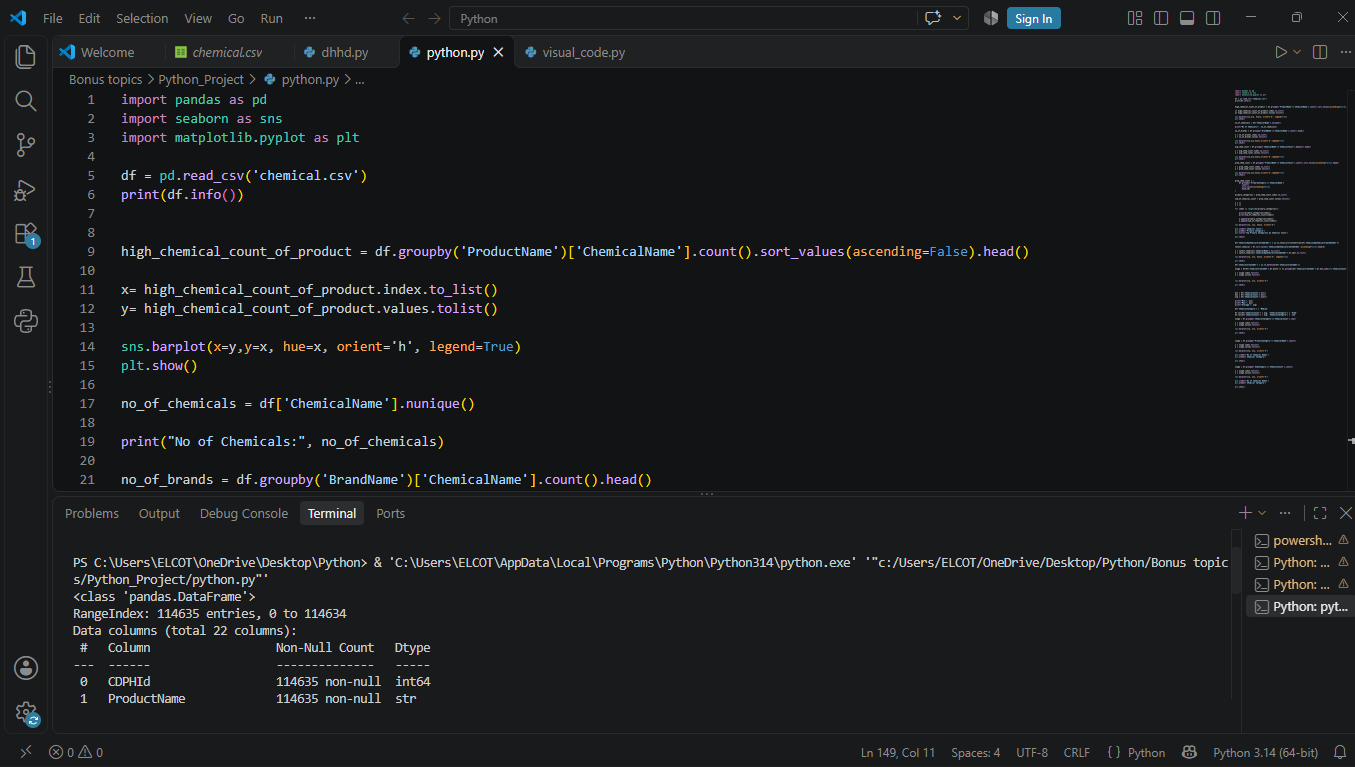 File Edit Selection View Go Run ··· Python Sign In
Welcome chemical.csv dhhd.py python.py visual_code.py
Bonus topics > Python_Project > python.py > ...
1 import pandas as pd
2 import seaborn as sns
3 import matplotlib.pyplot as plt
4
5 df = pd.read_csv('chemical.csv')
6 print(df.info())
7
8
9 high_chemical_count_of_product = df.groupby('ProductName')['ChemicalName'].count().sort_values(ascending=False).head()
10
11 x= high_chemical_count_of_product.index.to_list()
12 y= high_chemical_count_of_product.values.tolist()
13
14 sns.barplot(x=y,y=x, hue=x, orient='h', legend=True)
15 plt.show()
16
17 no_of_chemicals = df['ChemicalName'].nunique()
18
19 print("No of Chemicals:", no_of_chemicals)
20
21 no_of_brands = df.groupby('BrandName')['ChemicalName'].count().head()
1
Problems Output Debug Console Terminal Ports
PS C:\Users\ELCOT\OneDrive\Desktop\Python> & 'C:\Users\ELCOT\AppData\Local\Programs\Python\Python314\python.exe' '"c:/Users/ELCOT/OneDrive/Desktop/Python/Bonus topic
s/Python_Project/python.py"'
<class 'pandas.DataFrame'>
RangeIndex: 114635 entries, 0 to 114634
Data columns (total 22 columns):
# Column Non-Null Count Dtype
--- ------ -------------- -----
0 CDPHId 114635 non-null int64
1 ProductName 114635 non-null str
powersh...
Python: ...
Python: ...
Python: pyt...
0 0 Ln 149, Col 11 Spaces: 4 UTF-8 CRLF { } Python Python 3.14 (64-bit)